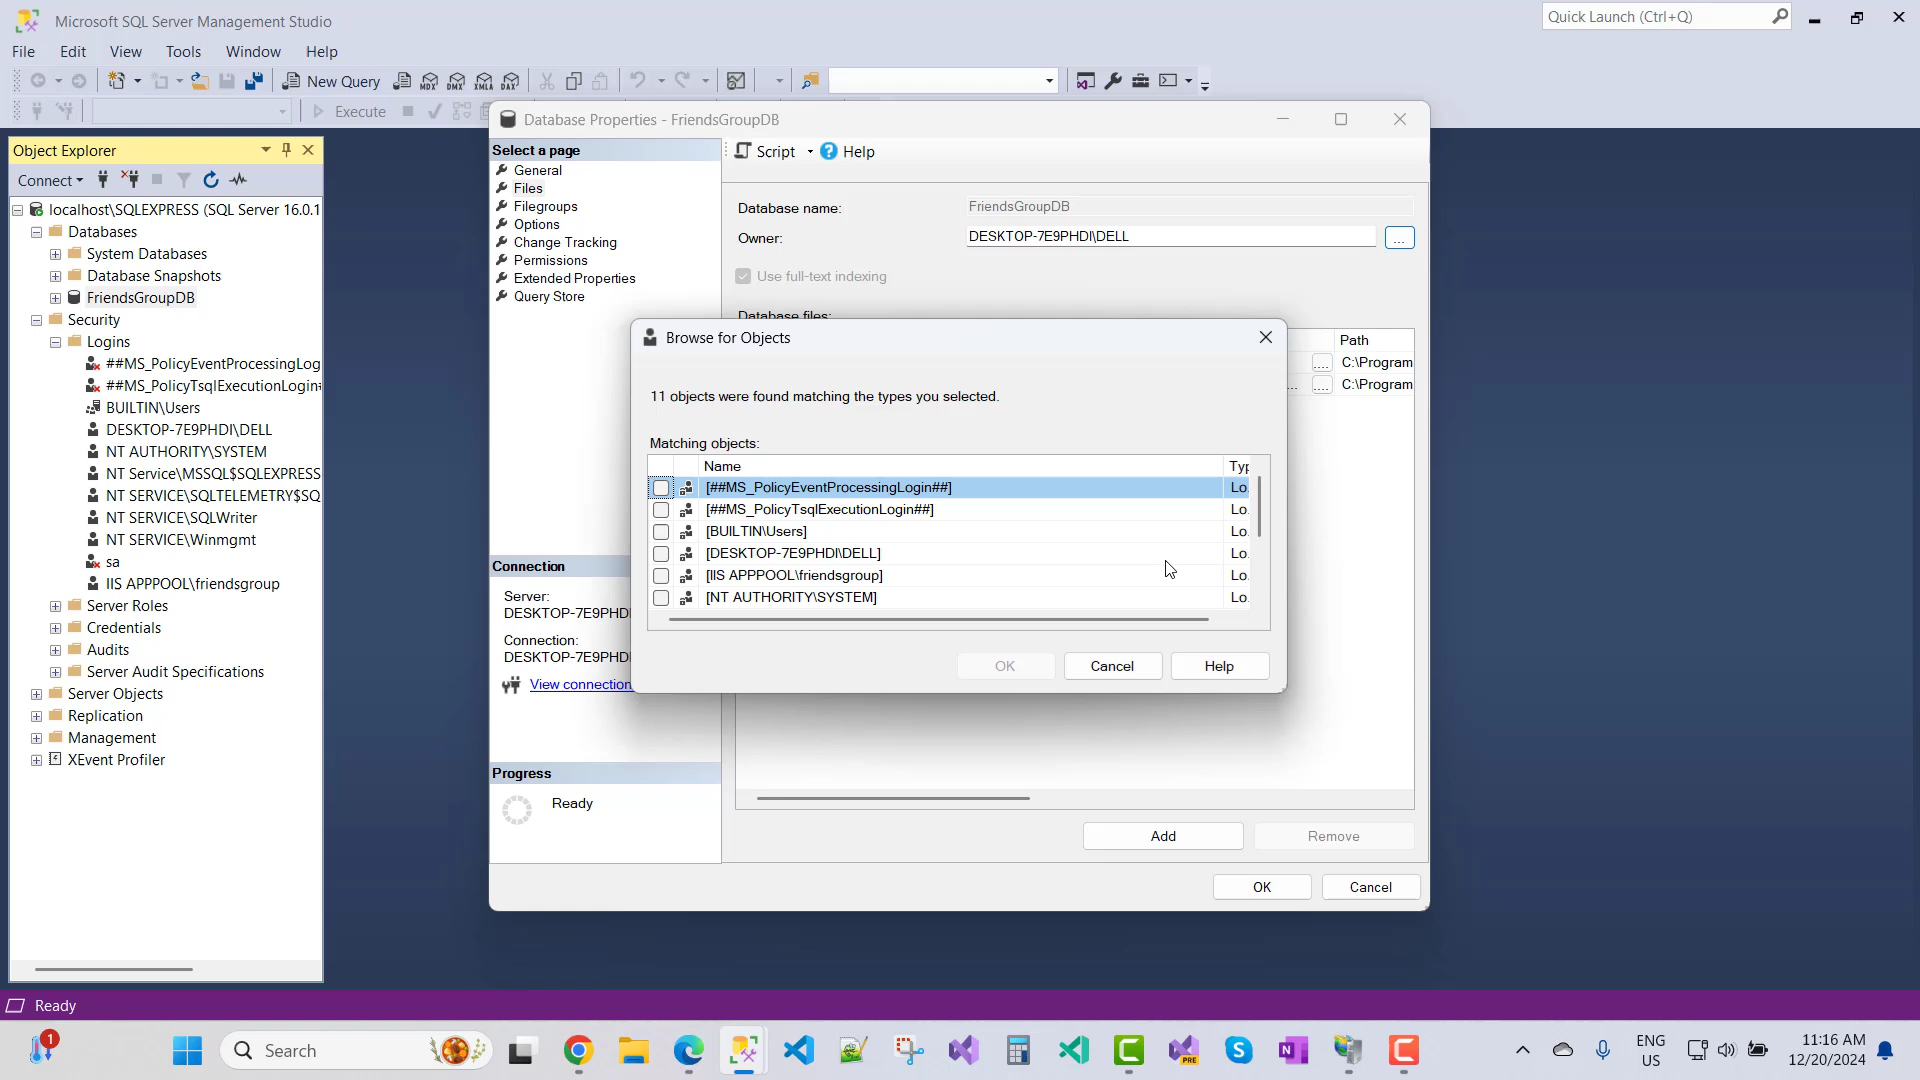 Microsoft SQL Server Management Studio
Quick Launch (Ctrl+Q)
File Edit View Tools Window Help
New Query
MDX DMX XMLA DAX
Execute
Object Explorer
Connect
localhost\SQLEXPRESS (SQL Server 16.0.1
Databases
System Databases
Database Snapshots
FriendsGroupDB
Security
Logins
##MS_PolicyEventProcessingLog
##MS_PolicyTsqlExecutionLogin#
BUILTIN\Users
DESKTOP-7E9PHDI\DELL
NT AUTHORITY\SYSTEM
NT Service\MSSQL$SQLEXPRESS
NT SERVICE\SQLTELEMETRY$SQ
NT SERVICE\SQLWriter
NT SERVICE\Winmgmt
sa
IIS APPPOOL\friendsgroup
Server Roles
Credentials
Audits
Server Audit Specifications
Server Objects
Replication
Management
XEvent Profiler
Database Properties - FriendsGroupDB
Select a page
General
Files
Filegroups
Options
Change Tracking
Permissions
Extended Properties
Query Store
Connection
Server:
DESKTOP-7E9PHDI
Connection:
DESKTOP-7E9PHDI
View connection
Progress
Ready
Script Help
Database name: FriendsGroupDB
Owner: DESKTOP-7E9PHDI\DELL ...
Use full-text indexing
Database files:
Path
.... C:\Program
... .... C:\Program
Browse for Objects
11 objects were found matching the types you selected.
Matching objects:
Name Typ
[##MS_PolicyEventProcessingLogin##] Lo.
[##MS_PolicyTsqlExecutionLogin##] Lo.
[BUILTIN\Users] Lo.
[DESKTOP-7E9PHDI\DELL] Lo.
[IIS APPPOOL\friendsgroup] Lo.
[NT AUTHORITY\SYSTEM] Lo.
OK Cancel Help
Add Remove
OK Cancel
Ready
1
Search
PRE
ENG
US
11:16 AM
12/20/2024